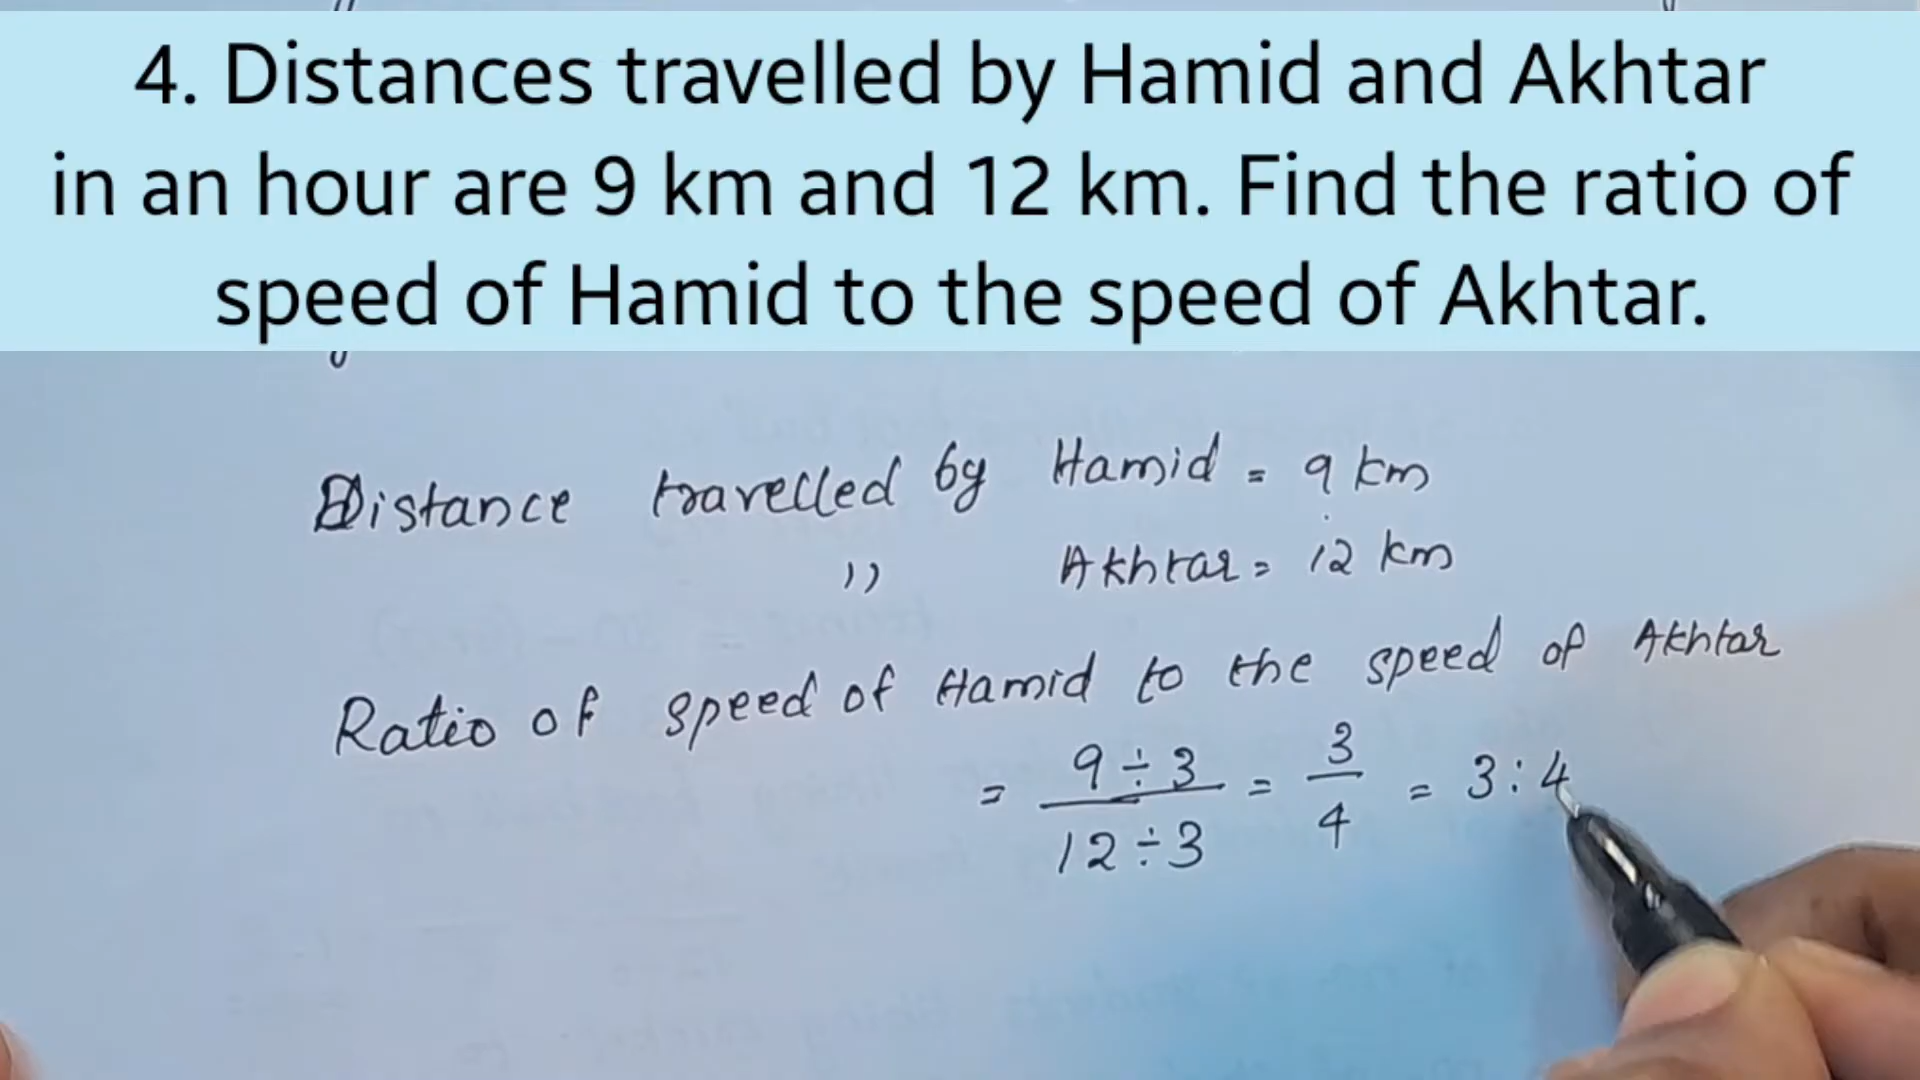 4. Distances travelled by Hamid and Akhtar
in an hour are 9 km and 12 km. Find the ratio of
speed of Hamid to the speed of Akhtar.
Distance travelled by Hamid = 9 km
,, Akhtar = 12 km
Ratio of speed of Hamid to the speed of Akhtar
= 9÷3/12÷3 = 3/4 = 3:4